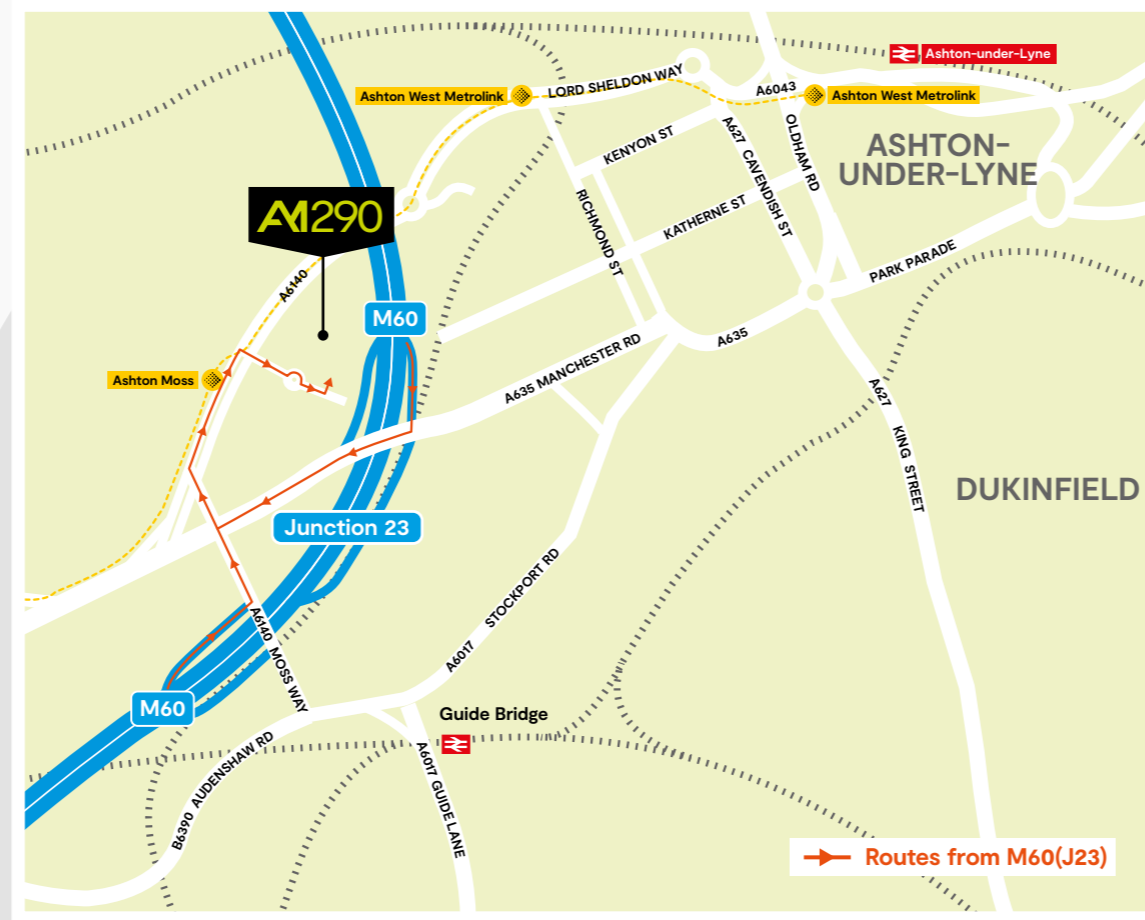 Ashton-under-Lyne
LORD SHELDON WAY
Ashton West Metrolink
A6043
Ashton West Metrolink
KENYON ST
A627 CAVENDISH ST
OLDHAM RD
ASHTON-
UNDER-LYNE
AM290
RICHMOND ST
KATHERNE ST
PARK PARADE
A6140
M60
A635
A635 MANCHESTER RD
Ashton Moss
A627 KING STREET
DUKINFIELD
Junction 23
A6017 STOCKPORT RD
A6140 MOSS WAY
M60
Guide Bridge
B6390 AUDENSHAW RD
A6017 GUIDE LANE
Routes from M60(J23)